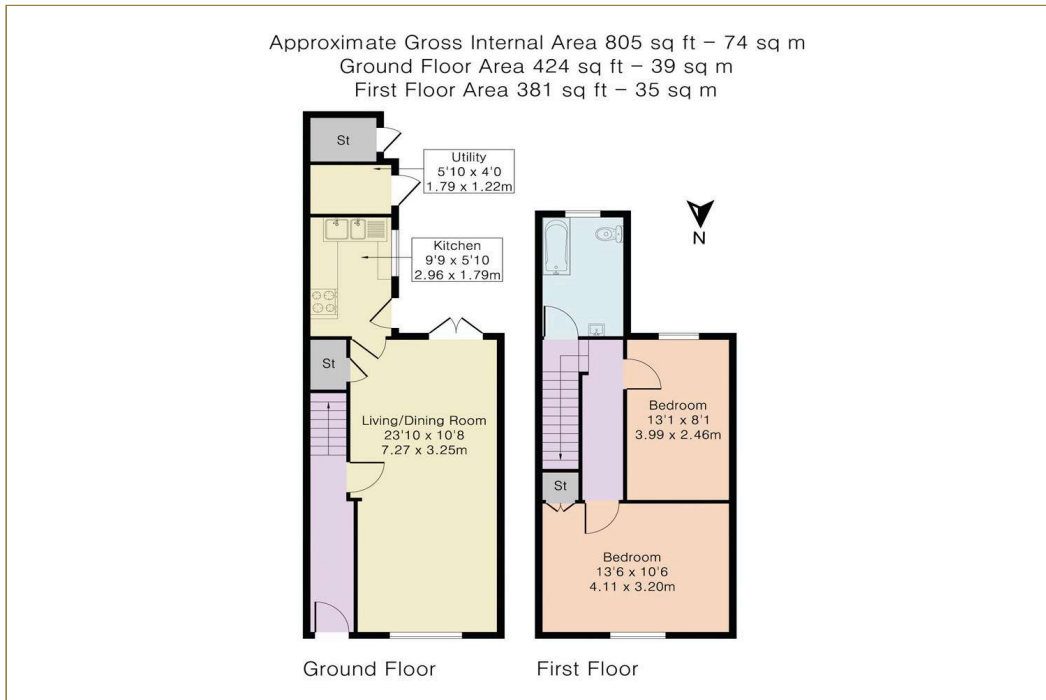 Approximate Gross Internal Area 805 sq ft – 74 sq m
Ground Floor Area 424 sq ft – 39 sq m
First Floor Area 381 sq ft – 35 sq m
St
Utility
5'10 x 4'0
1.79 x 1.22m
Kitchen
9'9 x 5'10
2.96 x 1.79m
St
Living/Dining Room
23'10 x 10'8
7.27 x 3.25m
Ground Floor
N
Bedroom
13'1 x 8'1
3.99 x 2.46m
St
Bedroom
13'6 x 10'6
4.11 x 3.20m
First Floor